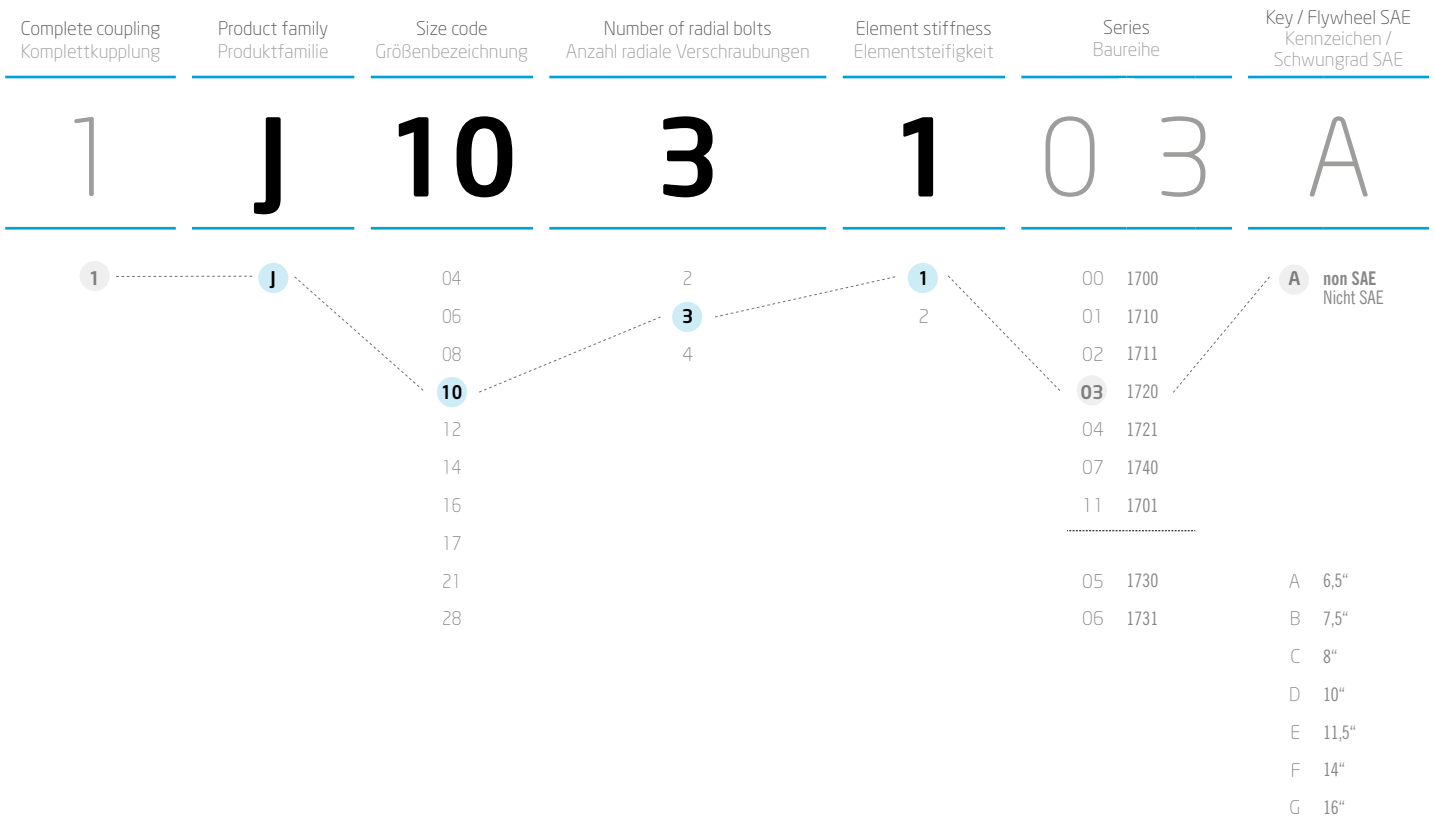 Complete coupling
Komplettkupplung
Product family
Produktfamilie
Size code
Größenbezeichnung
Number of radial bolts
Anzahl radiale Verschraubungen
Element stiffness
Elementsteifigkeit
Series
Baureihe
Key / Flywheel SAE
Kennzeichen /
Schwungrad SAE
1 J 10 3 1 0 3 A
1 J 04 2 1 00 1700 A non SAE
Nicht SAE
06 3 2 01 1710
08 4 02 1711
10 03 1720
12 04 1721
14 07 1740
16 11 1701
17
21 05 1730 A 6,5“
28 06 1731 B 7,5“
C 8“
D 10“
E 11,5“
F 14“
G 16“